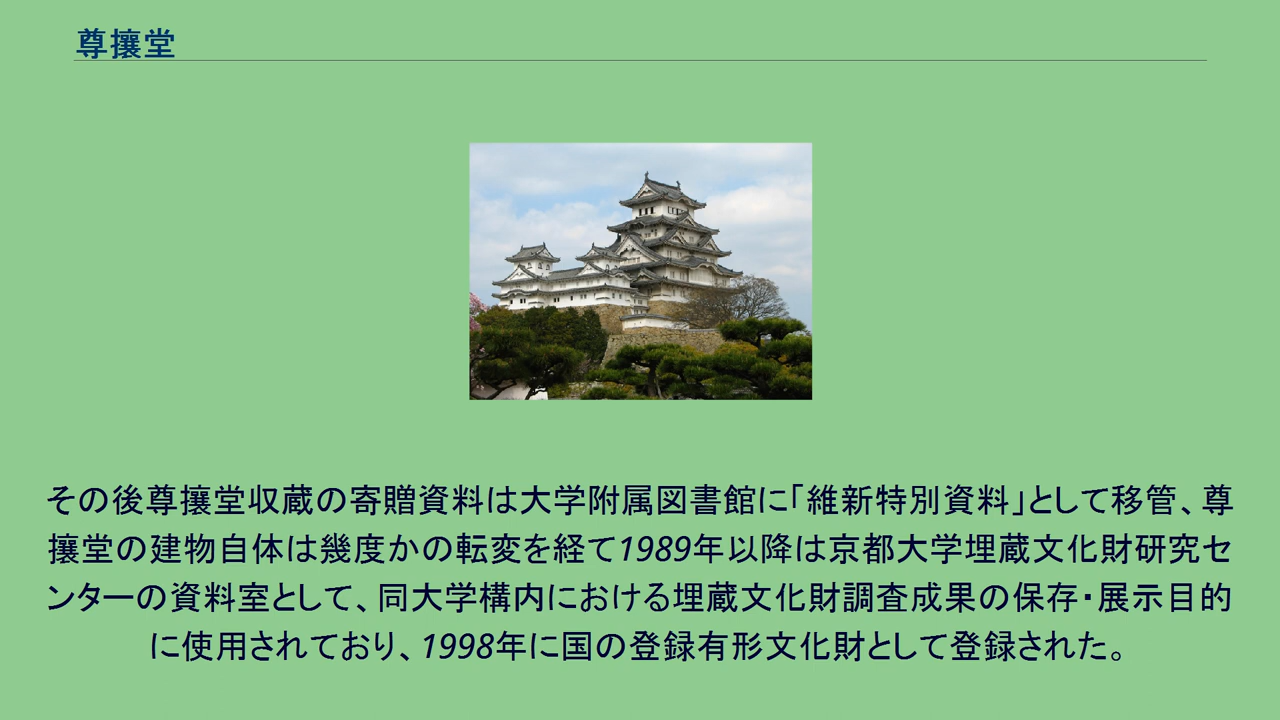 尊攘堂
その後尊攘堂収蔵の寄贈資料は大学附属図書館に「維新特別資料」として移管、尊
攘堂の建物自体は幾度かの転変を経て1989年以降は京都大学埋蔵文化財研究セ
ンターの資料室として、同大学構内における埋蔵文化財調査成果の保存・展示目的
に使用されており、1998年に国の登録有形文化財として登録された。